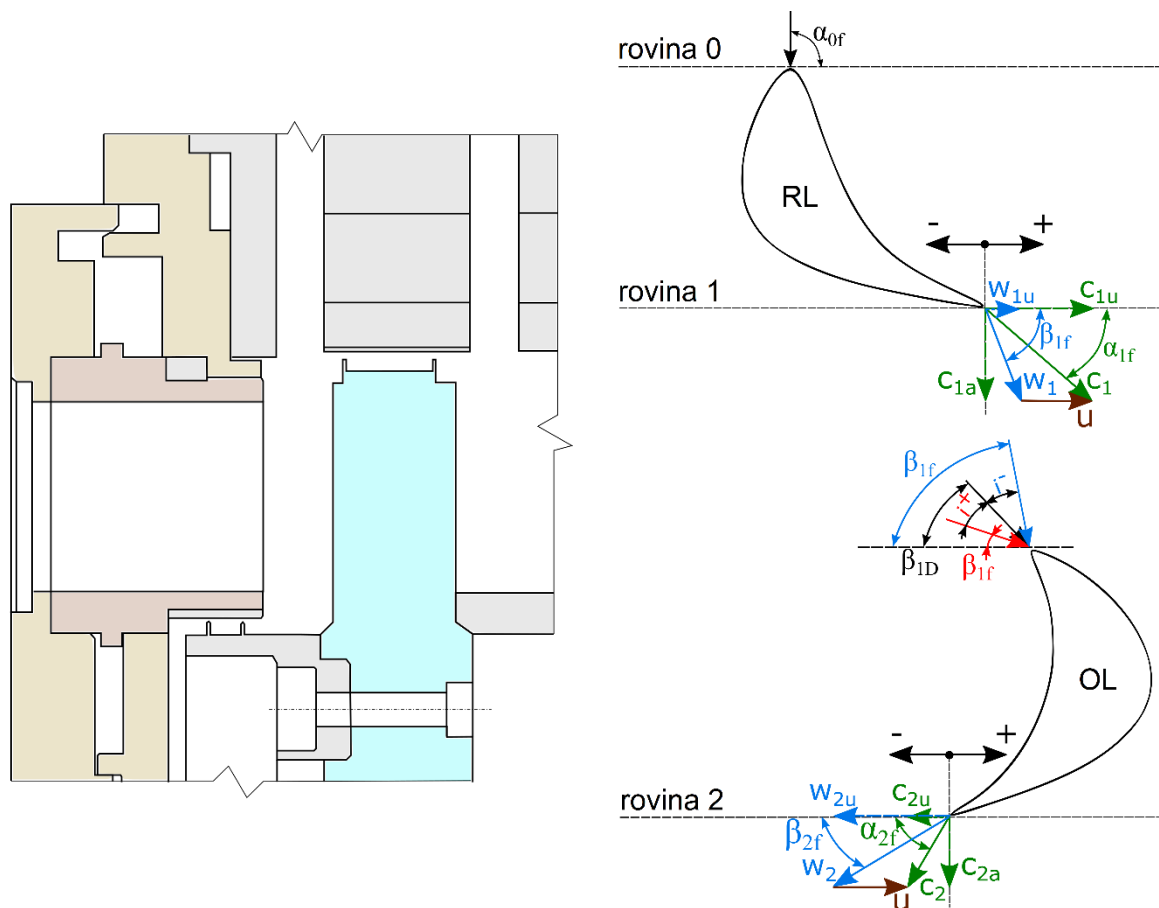 α0f
rovina 0
RL
- +
rovina 1
w1u c1u
β1f
α1f
c1a
w1 c1
u
β1f
i+ i-
β1D
β1f
OL
- +
rovina 2
w2u c2u
β2f α2f
w2 c2 c2a
u